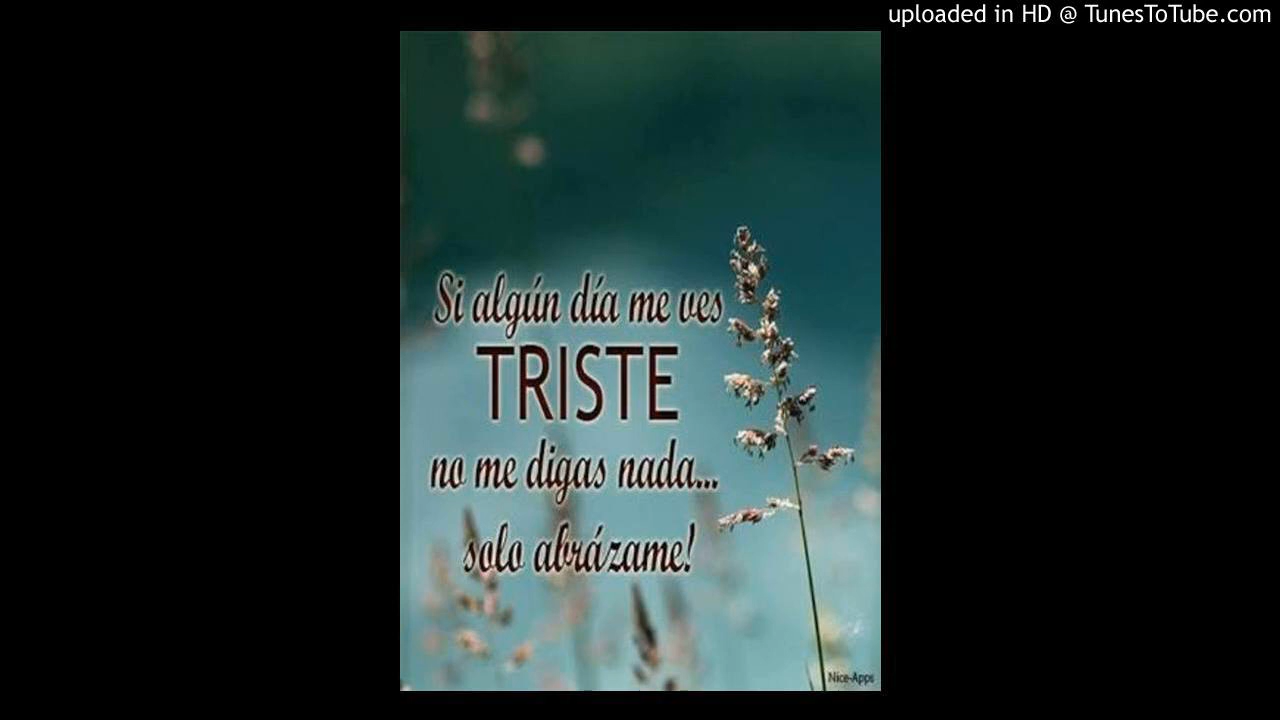 uploaded in HD @ TunesToTube.com
Si algún día me ves
TRISTE
no me digas nada...
solo abrázame!
Nice-Apps